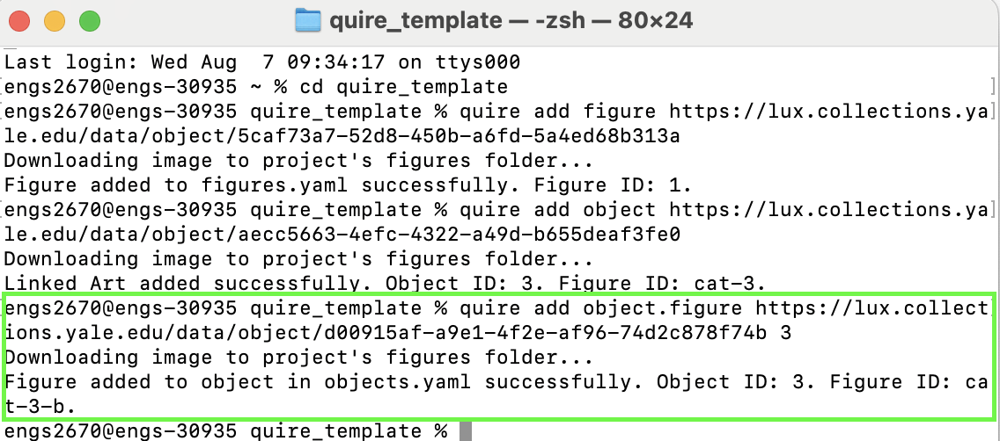 quire_template — -zsh — 80×24
Last login: Wed Aug  7 09:34:17 on ttys000
[engs2670@engs-30935 ~ % cd quire_template ]
[engs2670@engs-30935 quire_template % quire add figure https://lux.collections.ya]
le.edu/data/object/5caf73a7-52d8-450b-a6fd-5a4ed68b313a
Downloading image to project's figures folder...
Figure added to figures.yaml successfully. Figure ID: 1.
[engs2670@engs-30935 quire_template % quire add object https://lux.collections.ya]
le.edu/data/object/aecc5663-4efc-4322-a49d-b655deaf3fe0
Downloading image to project's figures folder...
Linked Art added successfully. Object ID: 3. Figure ID: cat-3.
engs2670@engs-30935 quire_template % quire add object.figure https://lux.collect
ions.yale.edu/data/object/d00915af-a9e1-4f2e-af96-74d2c878f74b 3
Downloading image to project's figures folder...
Figure added to object in objects.yaml successfully. Object ID: 3. Figure ID: ca
t-3-b.
engs2670@engs-30935 quire_template %